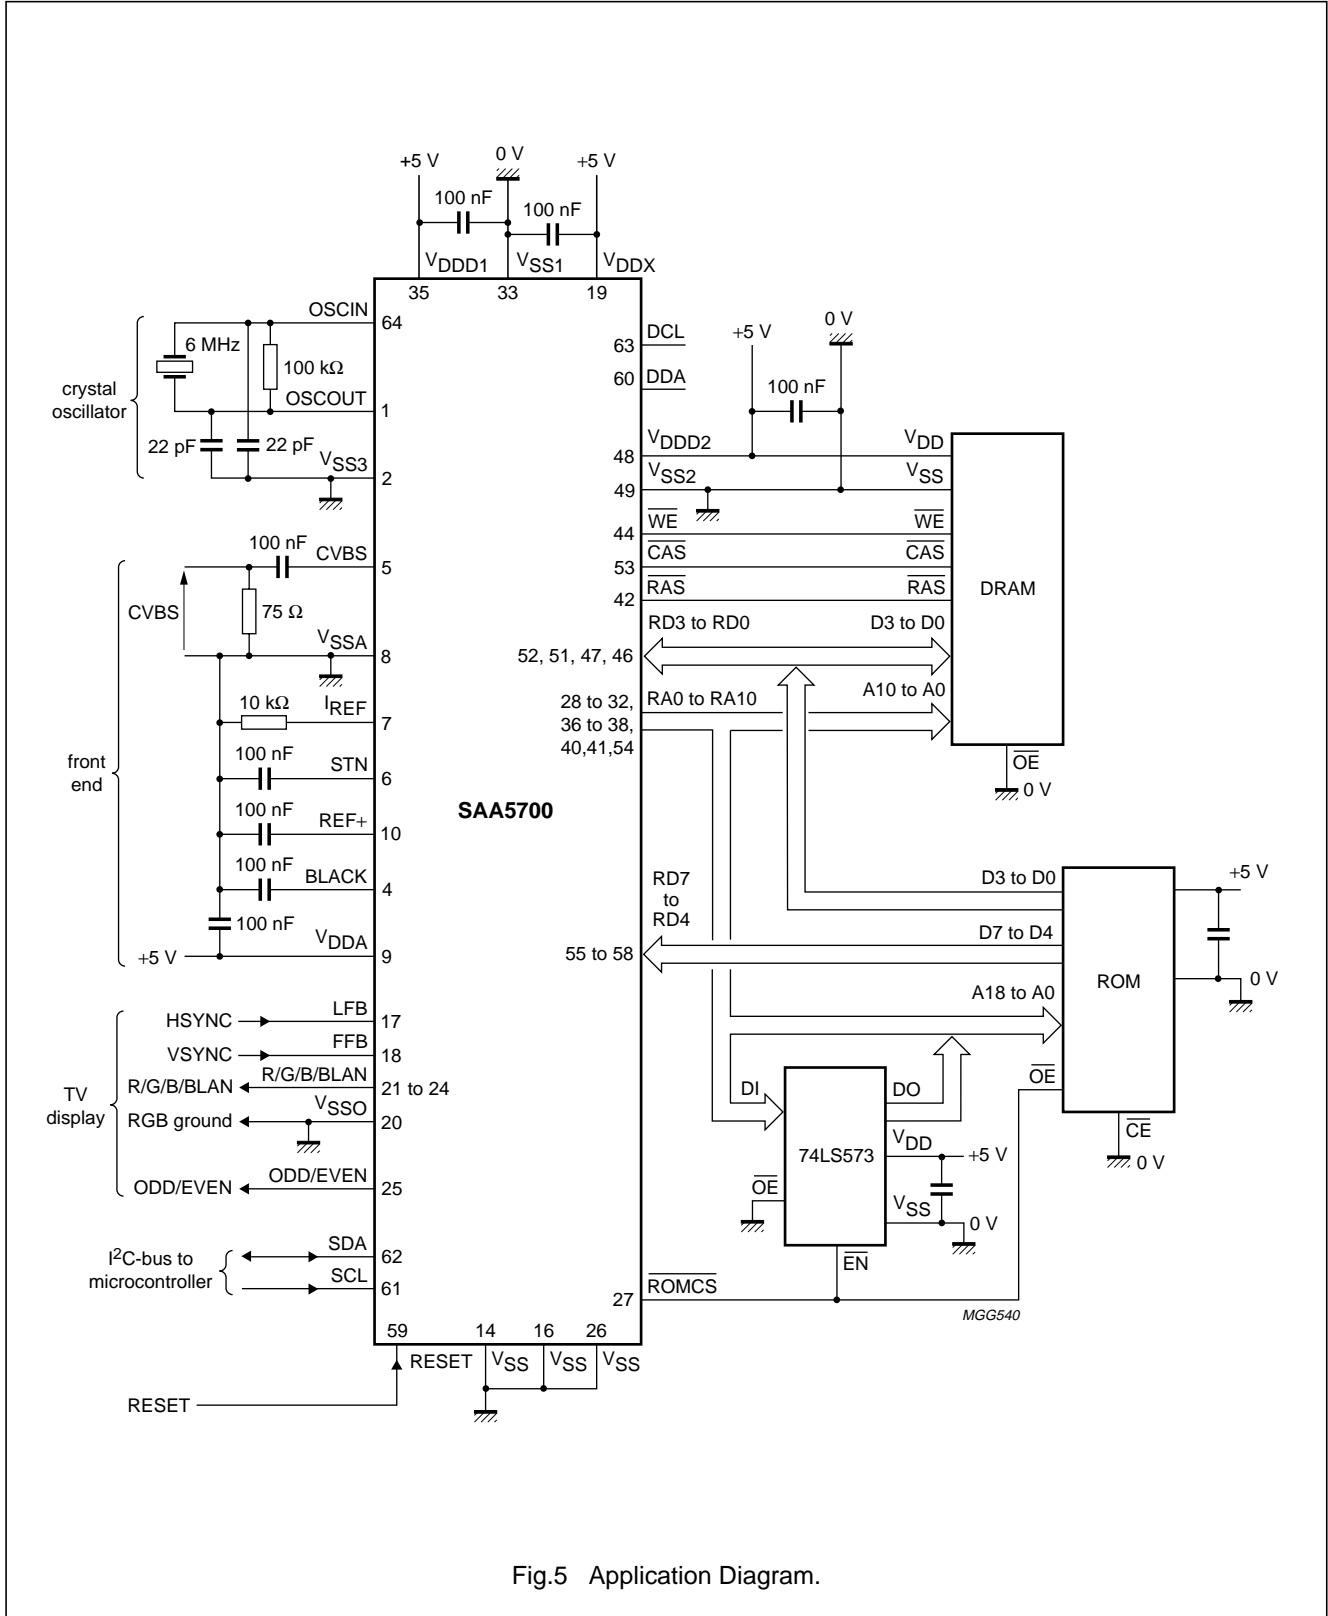 +5 V 0 V +5 V
100 nF
100 nF
VDDD1 VSS1 VDDX
35 33 19
OSCIN
64
6 MHz
100 kΩ
crystal
oscillator
OSCOUT
1
22 pF 22 pF
VSS3
2
100 nF CVBS
5
CVBS
75 Ω
VSSA
8
10 kΩ IREF
7
front
end
100 nF STN
6
100 nF REF+
10
100 nF BLACK
4
100 nF
VDDA
+5 V 9
SAA5700
HSYNC LFB
17
VSYNC FFB
18
R/G/B/BLAN R/G/B/BLAN
21 to 24
TV
display
RGB ground VSSO
20
ODD/EVEN ODD/EVEN
25
I2C-bus to
microcontroller
SDA
62
SCL
61
59 14 16 26
RESET VSS VSS VSS
RESET
63 DCL
60 DDA
+5 V 0 V
100 nF
48 VDDD2 VDD
49 VSS2 VSS
44 WE WE
53 CAS CAS
42 RAS RAS
DRAM
RD3 to RD0 D3 to D0
52, 51, 47, 46
28 to 32,
36 to 38,
40,41,54
RA0 to RA10 A10 to A0
OE
0 V
RD7
to
RD4
55 to 58
D3 to D0
D7 to D4
A18 to A0
ROM
+5 V
0 V
OE
CE
0 V
DI DO
74LS573
VDD
+5 V
OE
VSS
0 V
EN
27 ROMCS
MGG540
Fig.5 Application Diagram.